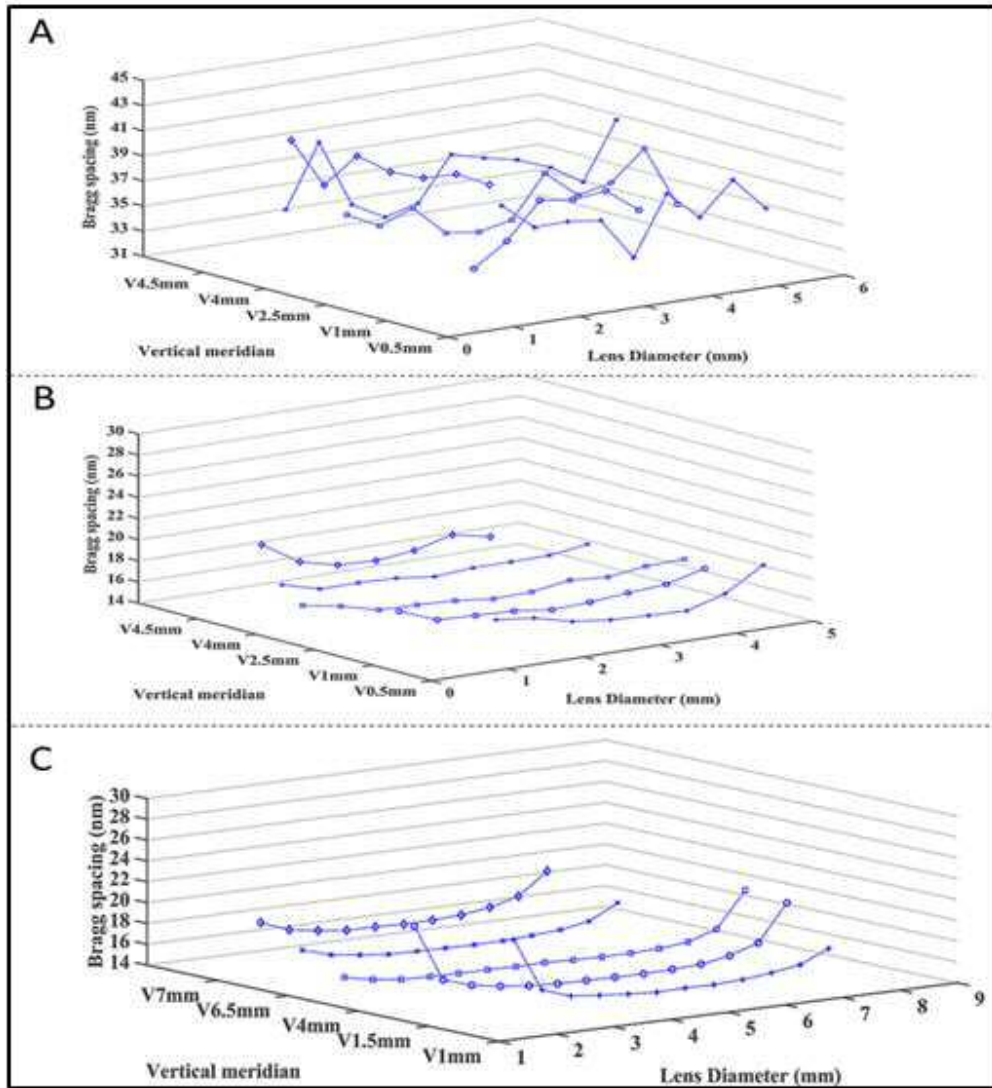 A
Bragg spacing (nm)
45
43
41
39
37
35
33
31
V4.5mm
V4mm
V2.5mm
V1mm
V0.5mm
Vertical meridian
0
1
2
3
4
5
6
Lens Diameter (mm)
B
Bragg spacing (nm)
30
28
26
24
22
20
18
16
14
V4.5mm
V4mm
V2.5mm
V1mm
V0.5mm
Vertical meridian
0
1
2
3
4
5
Lens Diameter (mm)
C
Bragg spacing (nm)
30
28
26
24
22
20
18
16
14
V7mm
V6.5mm
V4mm
V1.5mm
V1mm
Vertical meridian
1
2
3
4
5
6
7
8
9
Lens Diameter (mm)